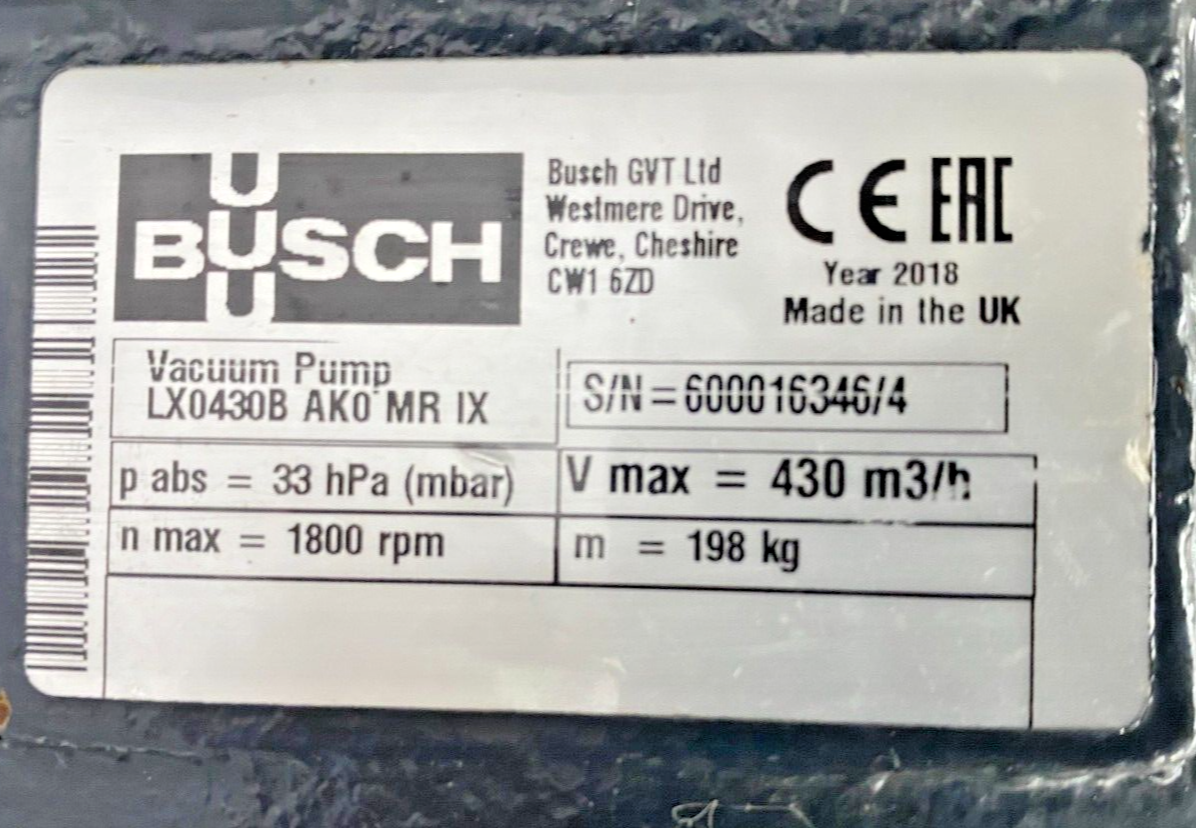 BUSCH
Busch GVT Ltd
Westmere Drive,
Crewe, Cheshire
CW1 6ZD
CE EAC
Year 2018
Made in the UK
Vacuum Pump
LX0430B AK0 MR IX
S/N = 600016346/4
p abs = 33 hPa (mbar)
V max = 430 m3/h
n max = 1800 rpm
m = 198 kg